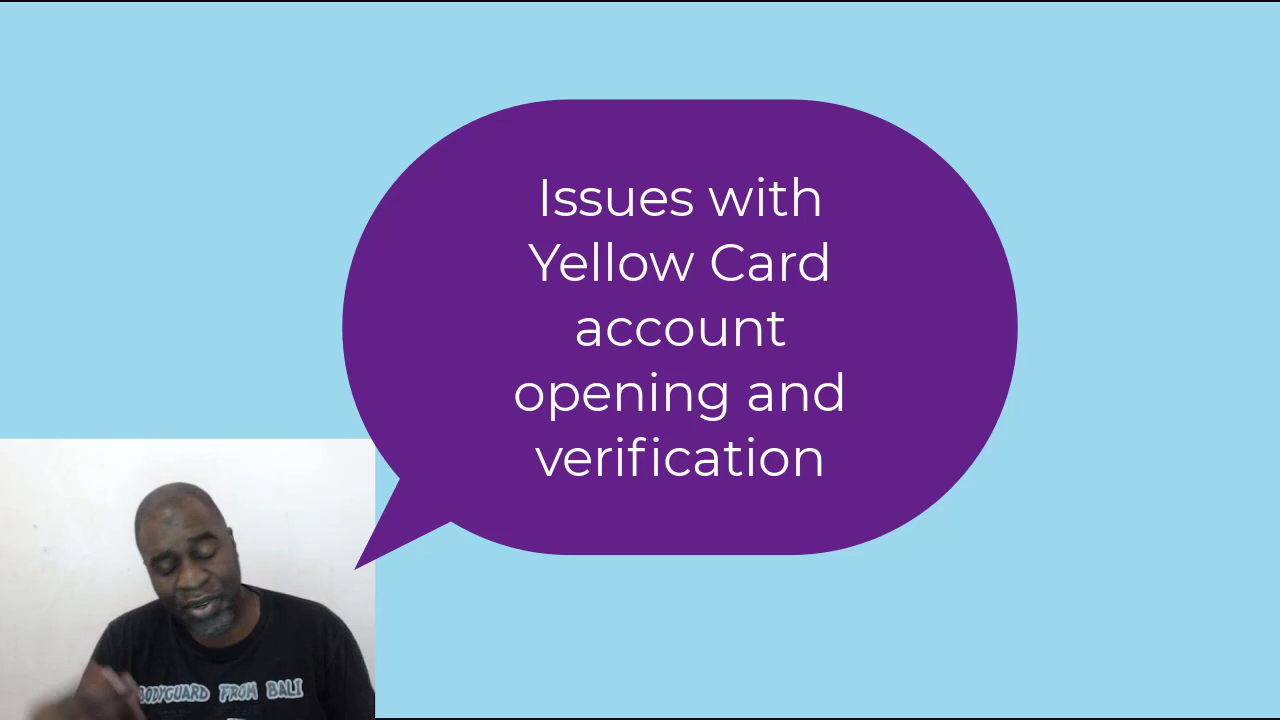 Issues with
Yellow Card
account
opening and
verification
BODYGUARD FROM BALI